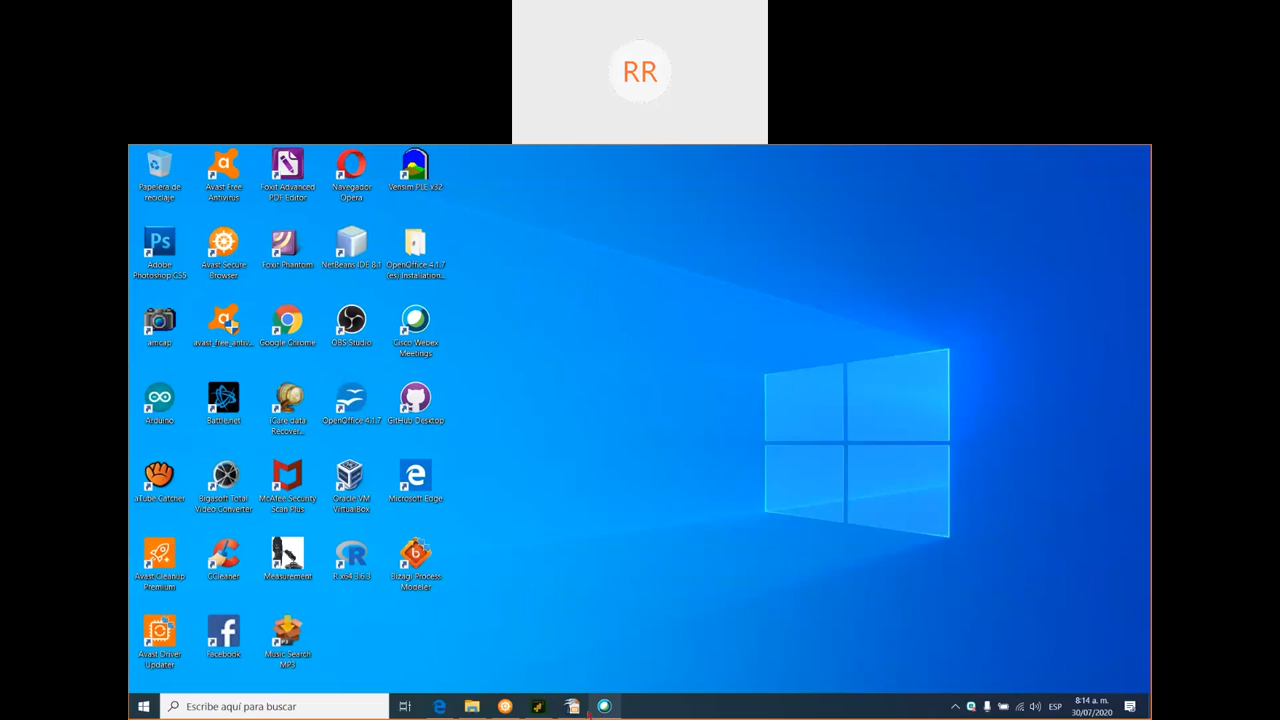 RR
Papelera de
reciclaje
Avast Free
Antivirus
Foxit Advanced
PDF Editor
Navegador
Opera
Vensim PLE x32
Ps
Adobe
Photoshop CS5
Avast Secure
Browser
Foxit Phantom
NetBeans IDE 8.1
OpenOffice 4.1.7
(es) Installation...
amcap
avast_free_antiv...
Google Chrome
OBS Studio
Cisco Webex
Meetings
Arduino
Battle.net
iCare data
Recover...
OpenOffice 4.1.7
GitHub Desktop
aTube Catcher
Bigasoft Total
Video Converter
McAfee Security
Scan Plus
Oracle VM
VirtualBox
Microsoft Edge
Avast Cleanup
Premium
CCleaner
Measurement
R x64 3.6.3
Bizagi Process
Modeler
Avast Driver
Updater
Facebook
Music Search
MP3
Escribe aquí para buscar
ESP
8:14 a. m.
30/07/2020